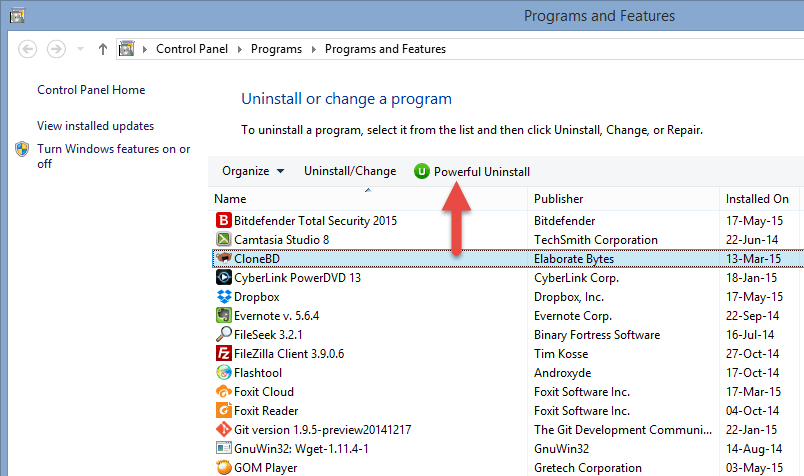 Programs and Features
Control Panel Programs Programs and Features
Control Panel Home
View installed updates
Turn Windows features on or
off
Uninstall or change a program
To uninstall a program, select it from the list and then click Uninstall, Change, or Repair.
Organize Uninstall/Change U Powerful Uninstall
Name Publisher Installed On
B Bitdefender Total Security 2015 Bitdefender 17-May-15
Camtasia Studio 8 TechSmith Corporation 22-Jun-14
CloneBD Elaborate Bytes 13-Mar-15
CyberLink PowerDVD 13 CyberLink Corp. 18-Jan-15
Dropbox Dropbox, Inc. 17-May-15
Evernote v. 5.6.4 Evernote Corp. 22-Sep-14
FileSeek 3.2.1 Binary Fortress Software 16-Jul-14
FZ FileZilla Client 3.9.0.6 Tim Kosse 27-Oct-14
Flashtool Androxyde 17-Oct-14
Foxit Cloud Foxit Software Inc. 17-Mar-15
Foxit Reader Foxit Software Inc. 04-Oct-14
Git version 1.9.5-preview20141217 The Git Development Communi... 22-Jan-15
GnuWin32: Wget-1.11.4-1 GnuWin32 14-Aug-14
GOM Player Gretech Corporation 03-May-15